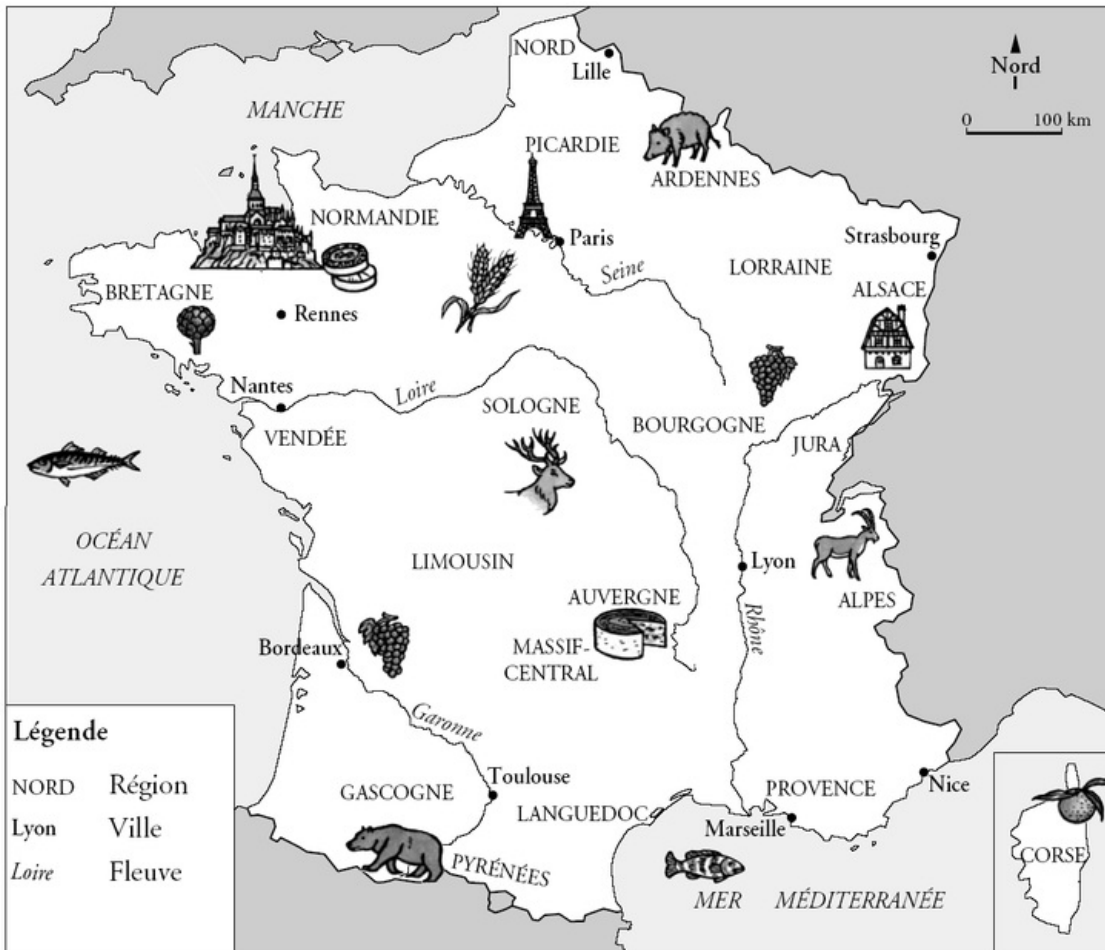 NORD
Lille
Nord
0 100 km
MANCHE
PICARDIE
ARDENNES
NORMANDIE
Paris
Strasbourg
Seine
LORRAINE
BRETAGNE
ALSACE
Rennes
Nantes
Loire
SOLOGNE
VENDÉE
BOURGOGNE
JURA
OCÉAN
ATLANTIQUE
LIMOUSIN
Lyon
AUVERGNE
ALPES
Rhône
MASSIF-
CENTRAL
Bordeaux
Garonne
Toulouse
GASCOGNE
LANGUEDOC
PROVENCE
Nice
Marseille
PYRÉNÉES
MER MÉDITERRANÉE
CORSE
Légende
NORD Région
Lyon Ville
Loire Fleuve